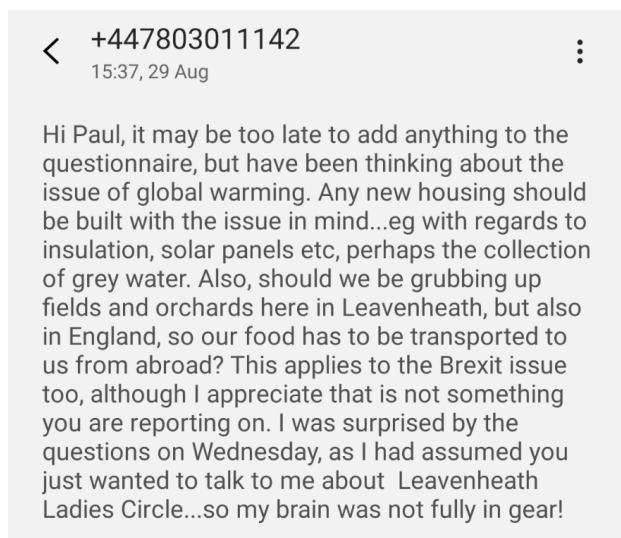 +447803011142
15:37, 29 Aug
Hi Paul, it may be too late to add anything to the
questionnaire, but have been thinking about the
issue of global warming. Any new housing should
be built with the issue in mind...eg with regards to
insulation, solar panels etc, perhaps the collection
of grey water. Also, should we be grubbing up
fields and orchards here in Leavenheath, but also
in England, so our food has to be transported to
us from abroad? This applies to the Brexit issue
too, although I appreciate that is not something
you are reporting on. I was surprised by the
questions on Wednesday, as I had assumed you
just wanted to talk to me about  Leavenheath
Ladies Circle...so my brain was not fully in gear!